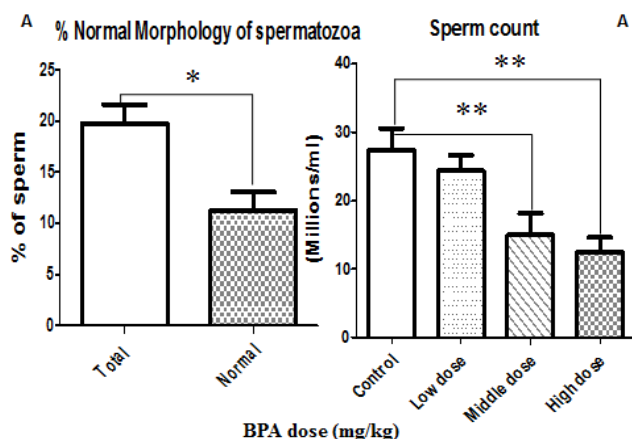 A
% Normal Morphology of spermatozoa
% of sperm
25
20
15
10
5
0
*
Total
Normal
Sperm count
A
(Millions/ml)
40
30
20
10
0
**
**
Control
Low dose
Middle dose
High dose
BPA dose (mg/kg)